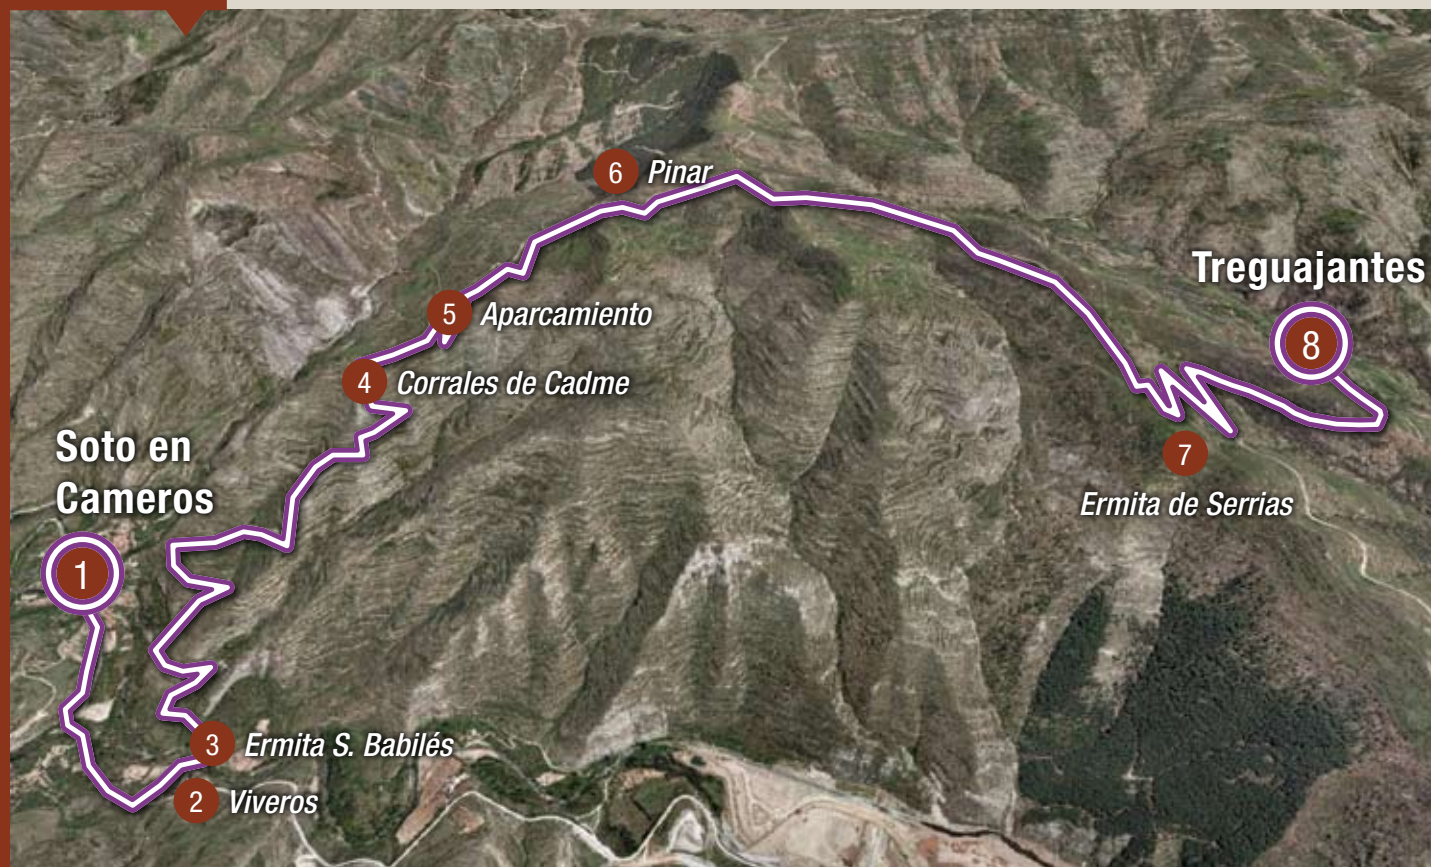 6 Pinar
Treguajantes
8
5 Aparcamiento
4 Corrales de Cadme
Soto en
Cameros
1
7
Ermita de Serrias
3 Ermita S. Babilés
2 Viveros